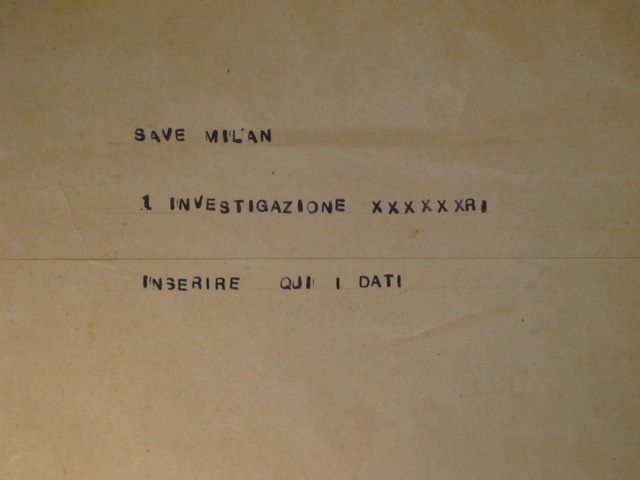 SAVE MILAN
1 INVESTIGAZIONE XXXXXXRI
INSERIRE QUI I DATI